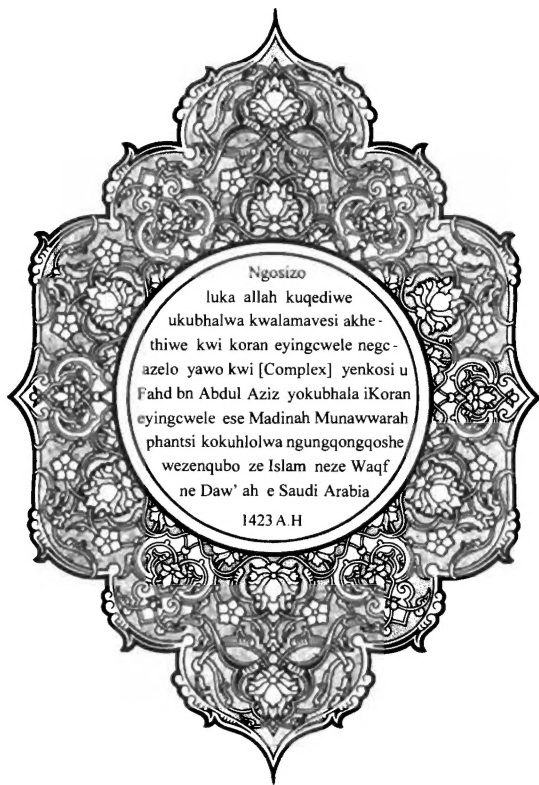 Ngosizo
luka allah kuqediwe
ukubhalwa kwalamavesi akhe -
thiwe kwi koran eyingcwele negc -
azelo yawo kwi [Complex] yenkosi u
Fahd bn Abdul Aziz yokubhala iKoran
eyingcwele ese Madinah Munawwarah
phantsi kokuhlolwa ngungqongqoshe
wezenqubo ze Islam neze Waqf
ne Daw' ah e Saudi Arabia
1423 A.H